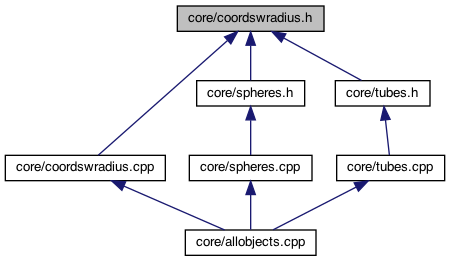 core/coordswradius.h
core/spheres.h
core/tubes.h
core/coordswradius.cpp
core/spheres.cpp
core/tubes.cpp
core/allobjects.cpp